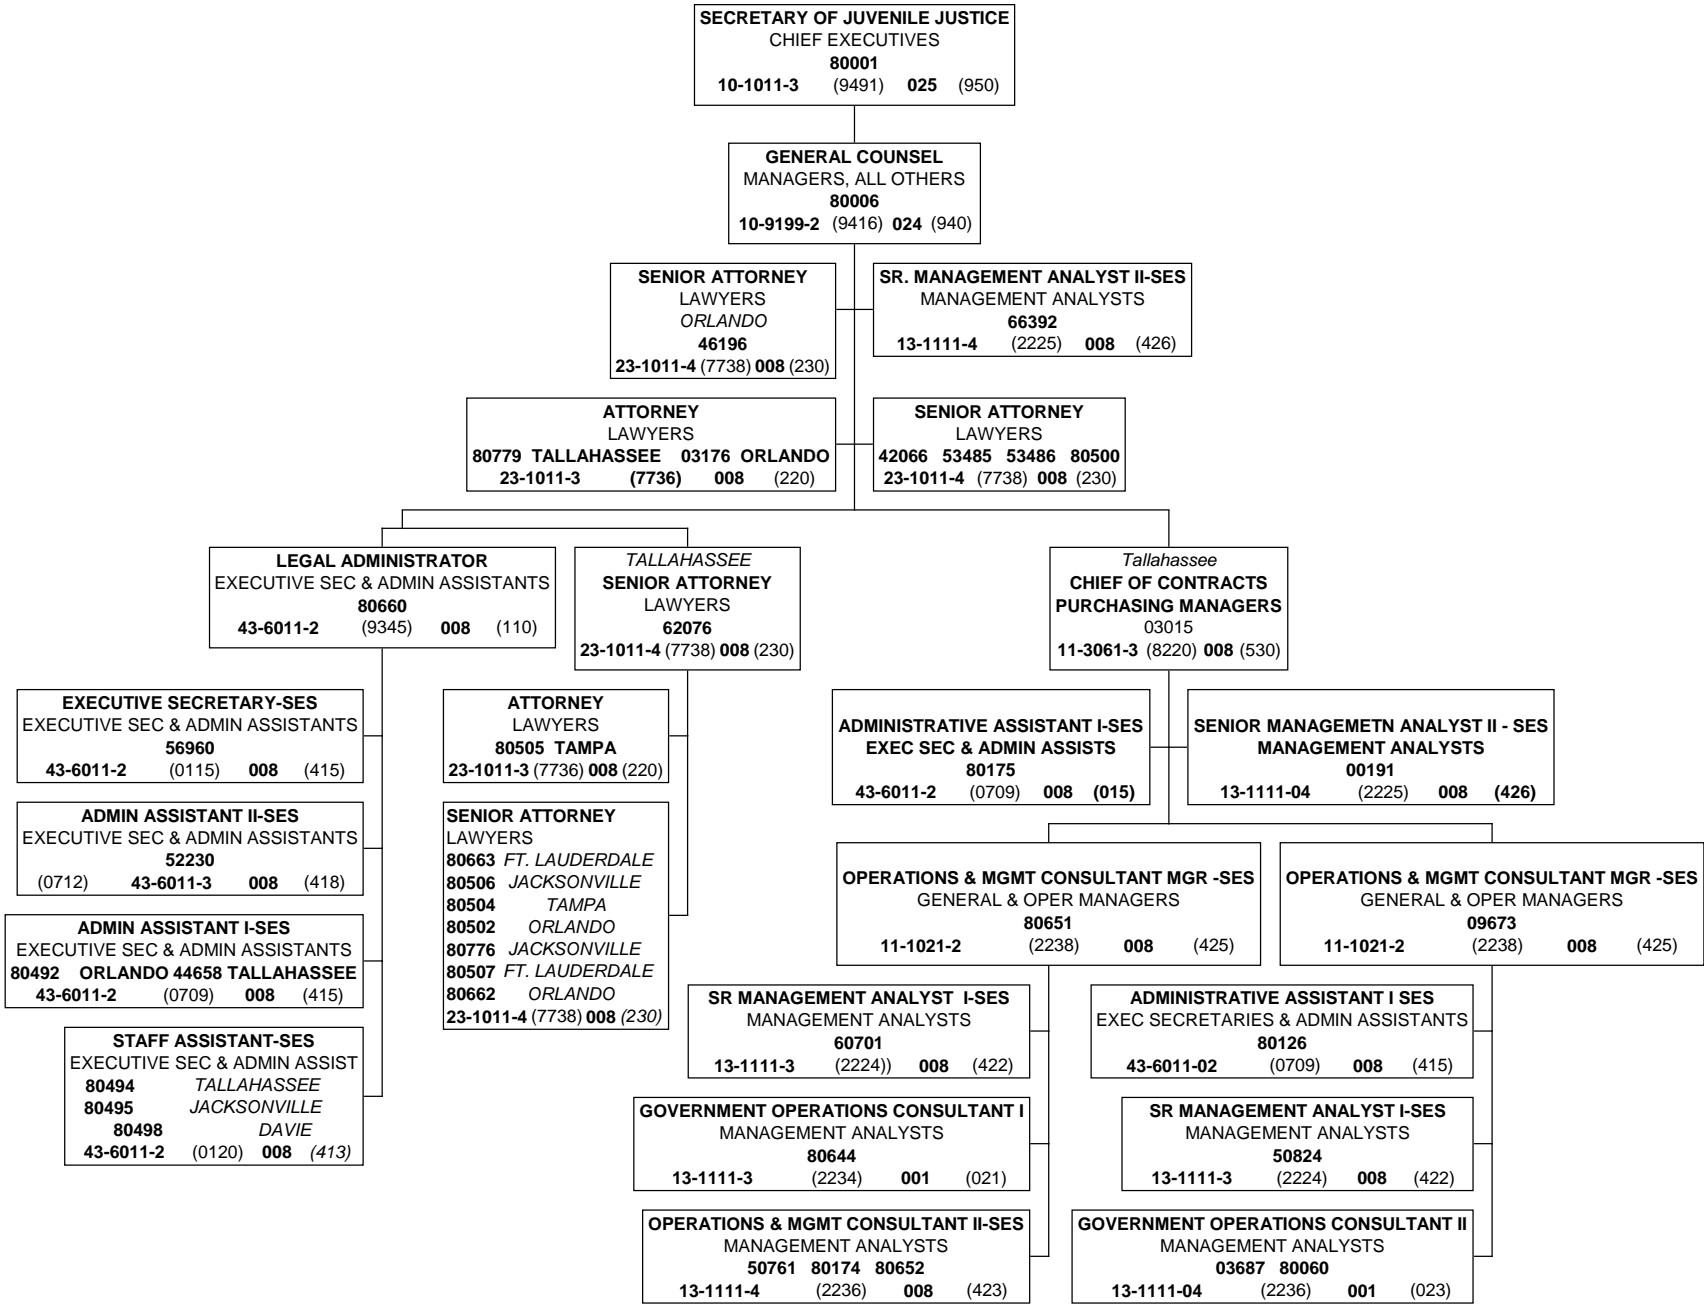 SECRETARY OF JUVENILE JUSTICE
CHIEF EXECUTIVES
80001
10-1011-3 (9491) 025 (950)
GENERAL COUNSEL
MANAGERS, ALL OTHERS
80006
10-9199-2 (9416) 024 (940)
SENIOR ATTORNEY
LAWYERS
ORLANDO
46196
23-1011-4 (7738) 008 (230)
SR. MANAGEMENT ANALYST II-SES
MANAGEMENT ANALYSTS
66392
13-1111-4 (2225) 008 (426)
ATTORNEY
LAWYERS
80779 TALLAHASSEE 03176 ORLANDO
23-1011-3 (7736) 008 (220)
SENIOR ATTORNEY
LAWYERS
42066 53485 53486 80500
23-1011-4 (7738) 008 (230)
LEGAL ADMINISTRATOR
EXECUTIVE SEC & ADMIN ASSISTANTS
80660
43-6011-2 (9345) 008 (110)
TALLAHASSEE
SENIOR ATTORNEY
LAWYERS
62076
23-1011-4 (7738) 008 (230)
Tallahassee
CHIEF OF CONTRACTS
PURCHASING MANAGERS
03015
11-3061-3 (8220) 008 (530)
EXECUTIVE SECRETARY-SES
EXECUTIVE SEC & ADMIN ASSISTANTS
56960
43-6011-2 (0115) 008 (415)
ADMIN ASSISTANT II-SES
EXECUTIVE SEC & ADMIN ASSISTANTS
52230
(0712) 43-6011-3 008 (418)
ADMIN ASSISTANT I-SES
EXECUTIVE SEC & ADMIN ASSISTANTS
80492 ORLANDO 44658 TALLAHASSEE
43-6011-2 (0709) 008 (415)
STAFF ASSISTANT-SES
EXECUTIVE SEC & ADMIN ASSIST
80494 TALLAHASSEE
80495 JACKSONVILLE
80498 DAVIE
43-6011-2 (0120) 008 (413)
ATTORNEY
LAWYERS
80505 TAMPA
23-1011-3 (7736) 008 (220)
SENIOR ATTORNEY
LAWYERS
80663 FT. LAUDERDALE
80506 JACKSONVILLE
80504 TAMPA
80502 ORLANDO
80776 JACKSONVILLE
80507 FT. LAUDERDALE
80662 ORLANDO
23-1011-4 (7738) 008 (230)
ADMINISTRATIVE ASSISTANT I-SES
EXEC SEC & ADMIN ASSISTS
80175
43-6011-2 (0709) 008 (015)
SENIOR MANAGEMETN ANALYST II - SES
MANAGEMENT ANALYSTS
00191
13-1111-04 (2225) 008 (426)
OPERATIONS & MGMT CONSULTANT MGR -SES
GENERAL & OPER MANAGERS
80651
11-1021-2 (2238) 008 (425)
OPERATIONS & MGMT CONSULTANT MGR -SES
GENERAL & OPER MANAGERS
09673
11-1021-2 (2238) 008 (425)
SR MANAGEMENT ANALYST I-SES
MANAGEMENT ANALYSTS
60701
13-1111-3 (2224)) 008 (422)
GOVERNMENT OPERATIONS CONSULTANT I
MANAGEMENT ANALYSTS
80644
13-1111-3 (2234) 001 (021)
OPERATIONS & MGMT CONSULTANT II-SES
MANAGEMENT ANALYSTS
50761 80174 80652
13-1111-4 (2236) 008 (423)
ADMINISTRATIVE ASSISTANT I SES
EXEC SECRETARIES & ADMIN ASSISTANTS
80126
43-6011-02 (0709) 008 (415)
SR MANAGEMENT ANALYST I-SES
MANAGEMENT ANALYSTS
50824
13-1111-3 (2224) 008 (422)
GOVERNMENT OPERATIONS CONSULTANT II
MANAGEMENT ANALYSTS
03687 80060
13-1111-04 (2236) 001 (023)